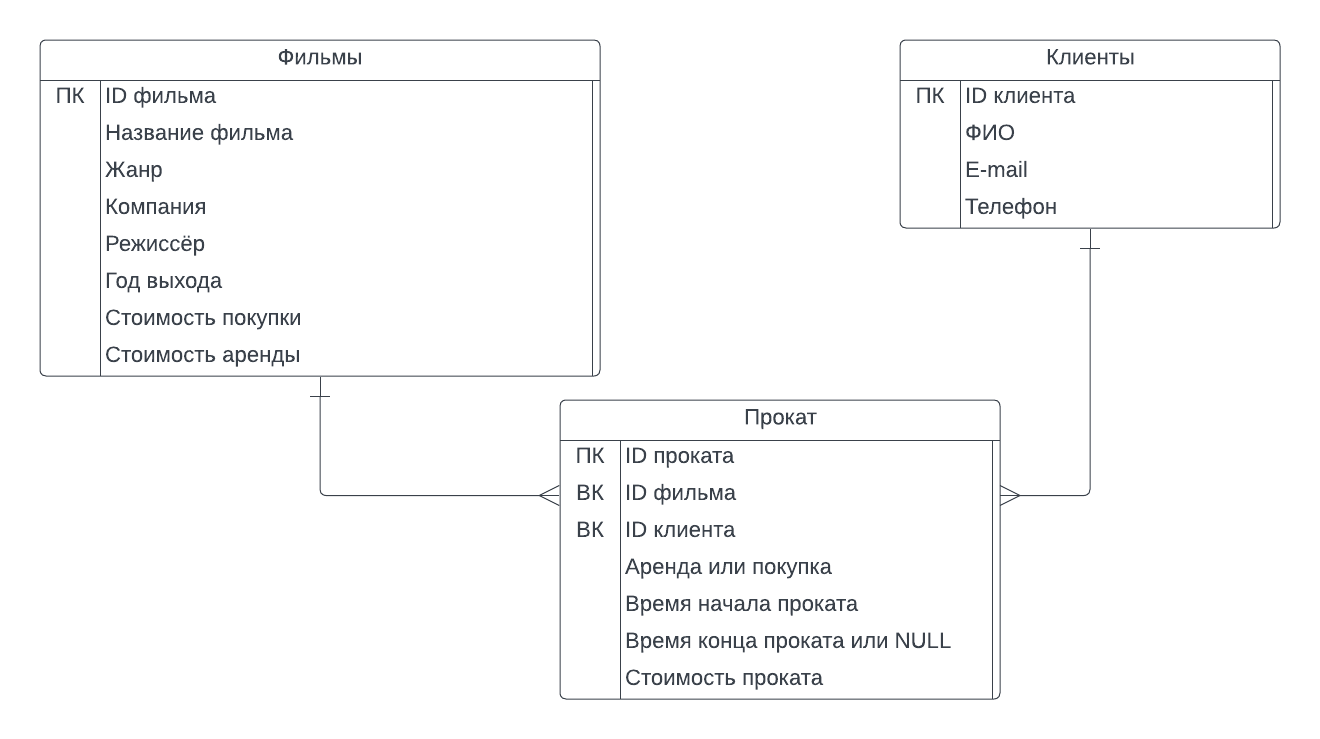 Фильмы
ПК ID фильма
Название фильма
Жанр
Компания
Режиссёр
Год выхода
Стоимость покупки
Стоимость аренды
Клиенты
ПК ID клиента
ФИО
E-mail
Телефон
Прокат
ПК ID проката
ВК ID фильма
ВК ID клиента
Аренда или покупка
Время начала проката
Время конца проката или NULL
Стоимость проката